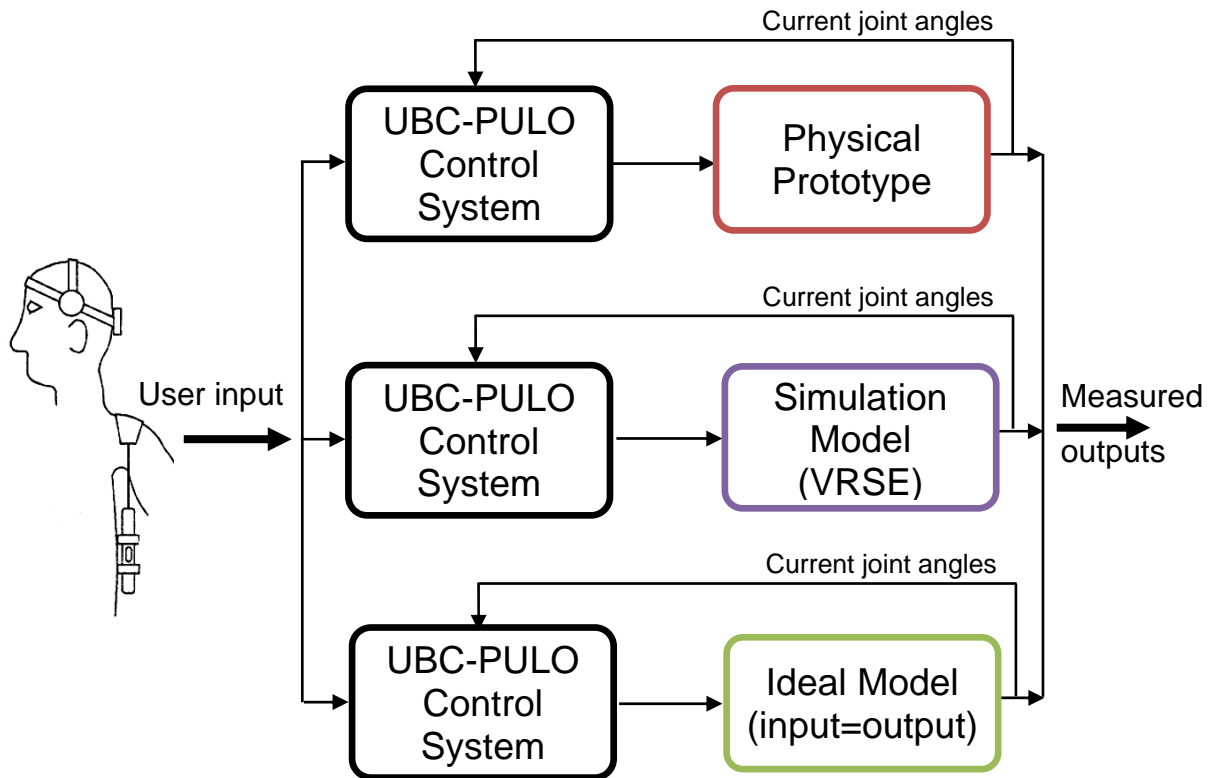 Current joint angles
UBC-PULO
Control
System
Physical
Prototype
Current joint angles
User input
UBC-PULO
Control
System
Simulation
Model
(VRSE)
Measured
outputs
Current joint angles
UBC-PULO
Control
System
Ideal Model
(input=output)